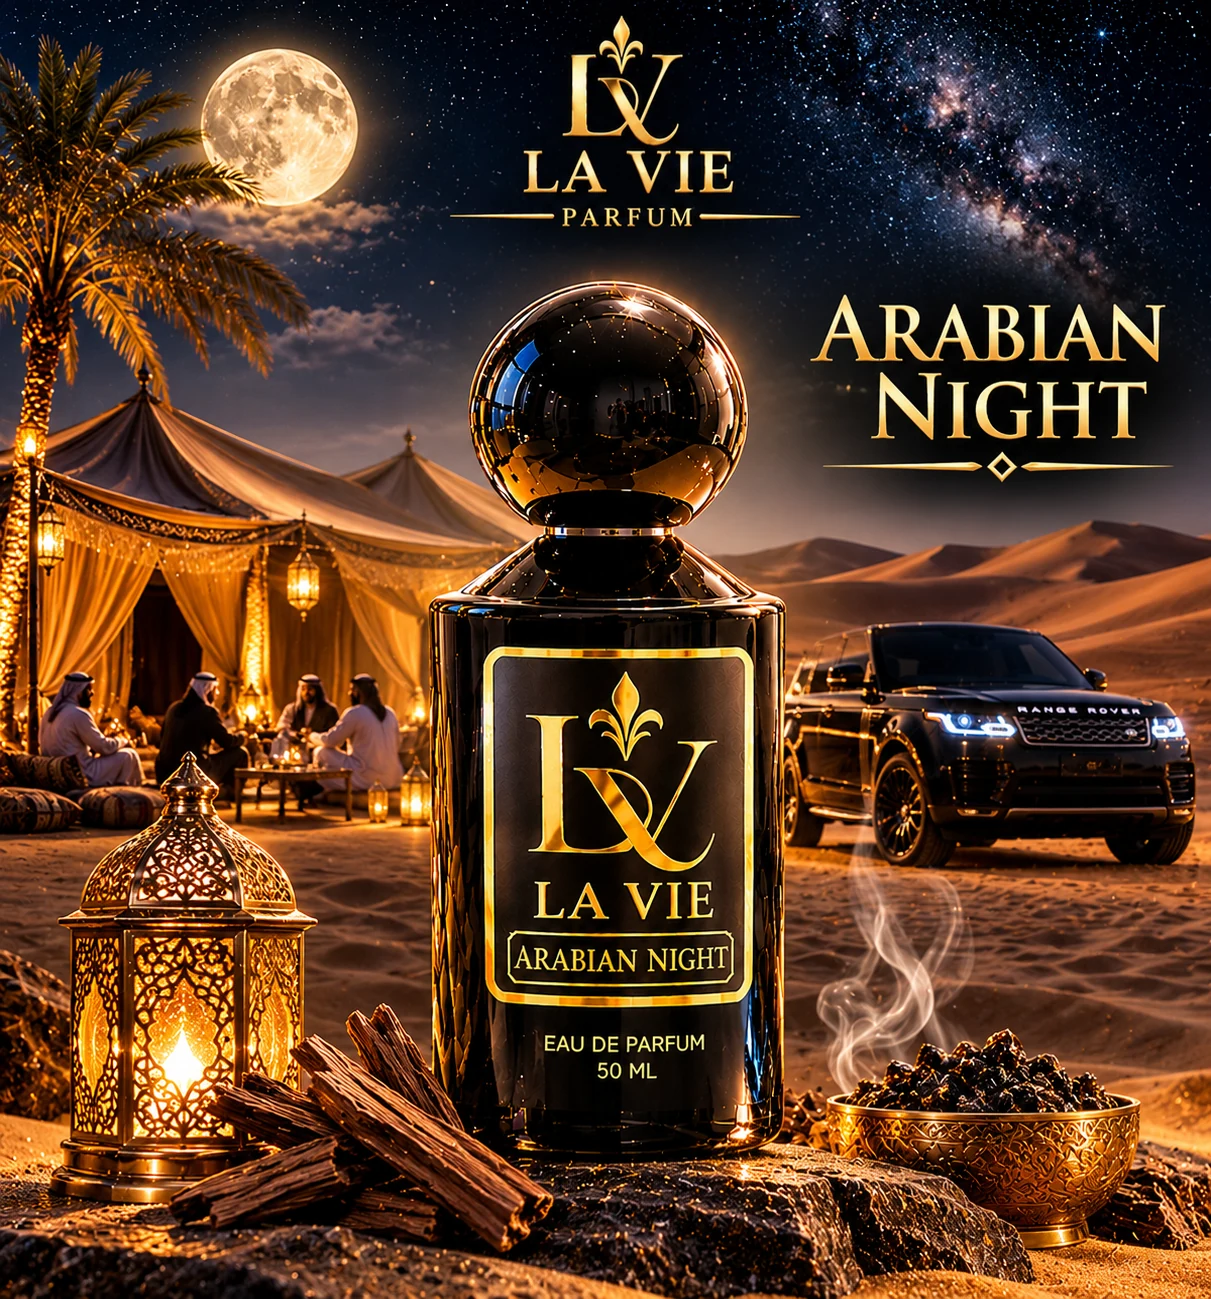 LV
LA VIE
PARFUM
ARABIAN
NIGHT
RANGE ROVER
LV
LA VIE
ARABIAN NIGHT
EAU DE PARFUM
50 ML